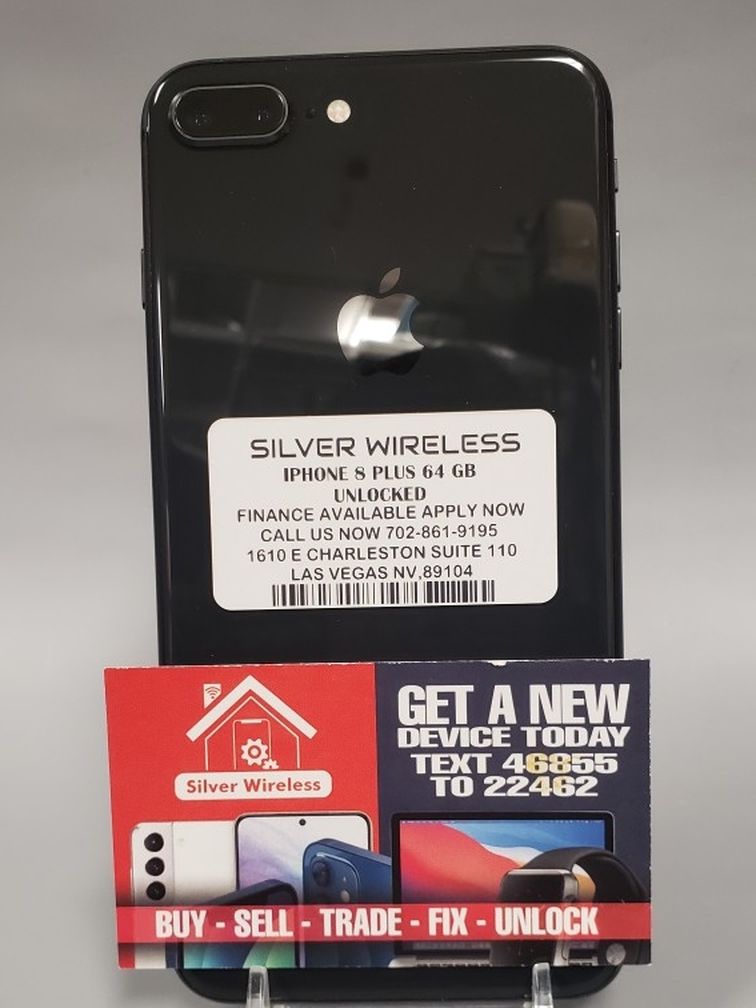 SILVER WIRELESS
IPHONE 8 PLUS 64 GB
UNLOCKED
FINANCE AVAILABLE APPLY NOW
CALL US NOW 702-861-9195
1610 E CHARLESTON SUITE 110
LAS VEGAS NV,89104
Silver Wireless
GET A NEW
DEVICE TODAY
TEXT 46855
TO 22462
BUY - SELL - TRADE - FIX - UNLOCK